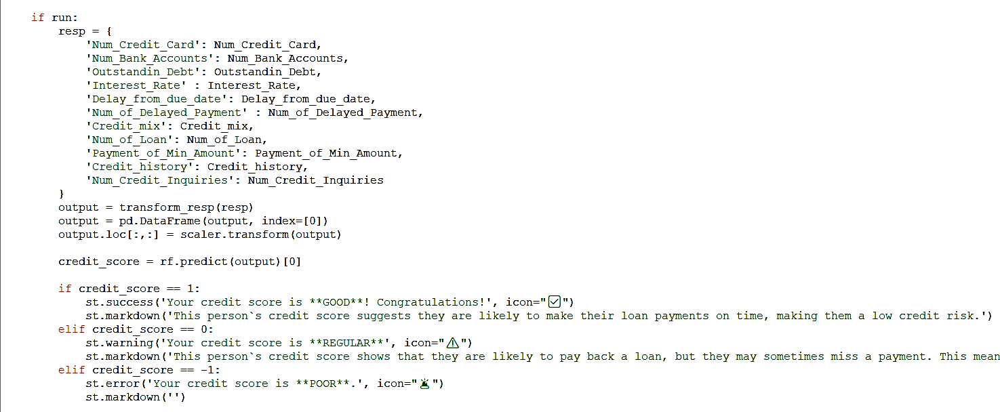 if run:
    resp = {
        'Num_Credit_Card': Num_Credit_Card,
        'Num_Bank_Accounts': Num_Bank_Accounts,
        'Outstandin_Debt': Outstandin_Debt,
        'Interest_Rate' : Interest_Rate,
        'Delay_from_due_date': Delay_from_due_date,
        'Num_of_Delayed_Payment' : Num_of_Delayed_Payment,
        'Credit_mix': Credit_mix,
        'Num_of_Loan': Num_of_Loan,
        'Payment_of_Min_Amount': Payment_of_Min_Amount,
        'Credit_history': Credit_history,
        'Num_Credit_Inquiries': Num_Credit_Inquiries
    }
    output = transform_resp(resp)
    output = pd.DataFrame(output, index=[0])
    output.loc[:,:] = scaler.transform(output)

    credit_score = rf.predict(output)[0]

    if credit_score == 1:
        st.success('Your credit score is **GOOD**! Congratulations!', icon="✅")
        st.markdown('This person`s credit score suggests they are likely to make their loan payments on time, making them a low credit risk.')
    elif credit_score == 0:
        st.warning('Your credit score is **REGULAR**', icon="⚠")
        st.markdown('This person`s credit score shows that they are likely to pay back a loan, but they may sometimes miss a payment. This mean
    elif credit_score == -1:
        st.error('Your credit score is **POOR**.', icon="🚨")
        st.markdown('')